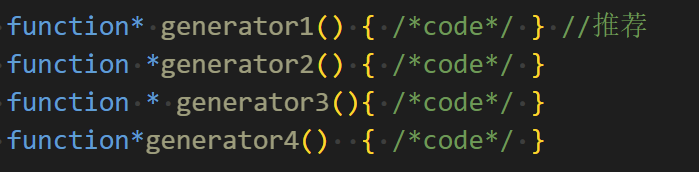 function* generator1() { /*code*/ } //推荐
function *generator2() { /*code*/ }
function * generator3(){ /*code*/ }
function*generator4()  { /*code*/ }